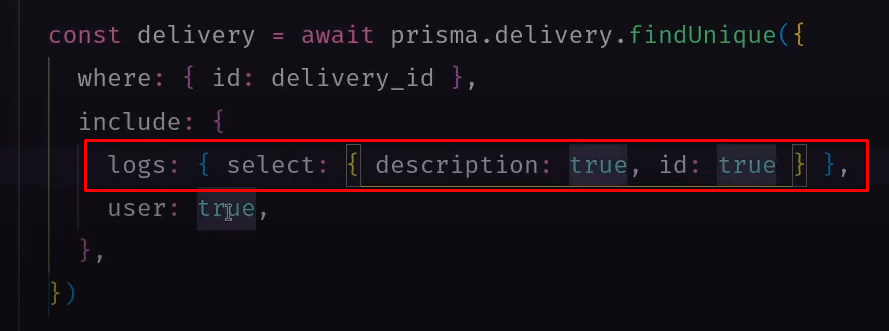 const delivery = await prisma.delivery.findUnique({
where: { id: delivery_id },
include: {
logs: { select: { description: true, id: true } },
user: true,
},
})